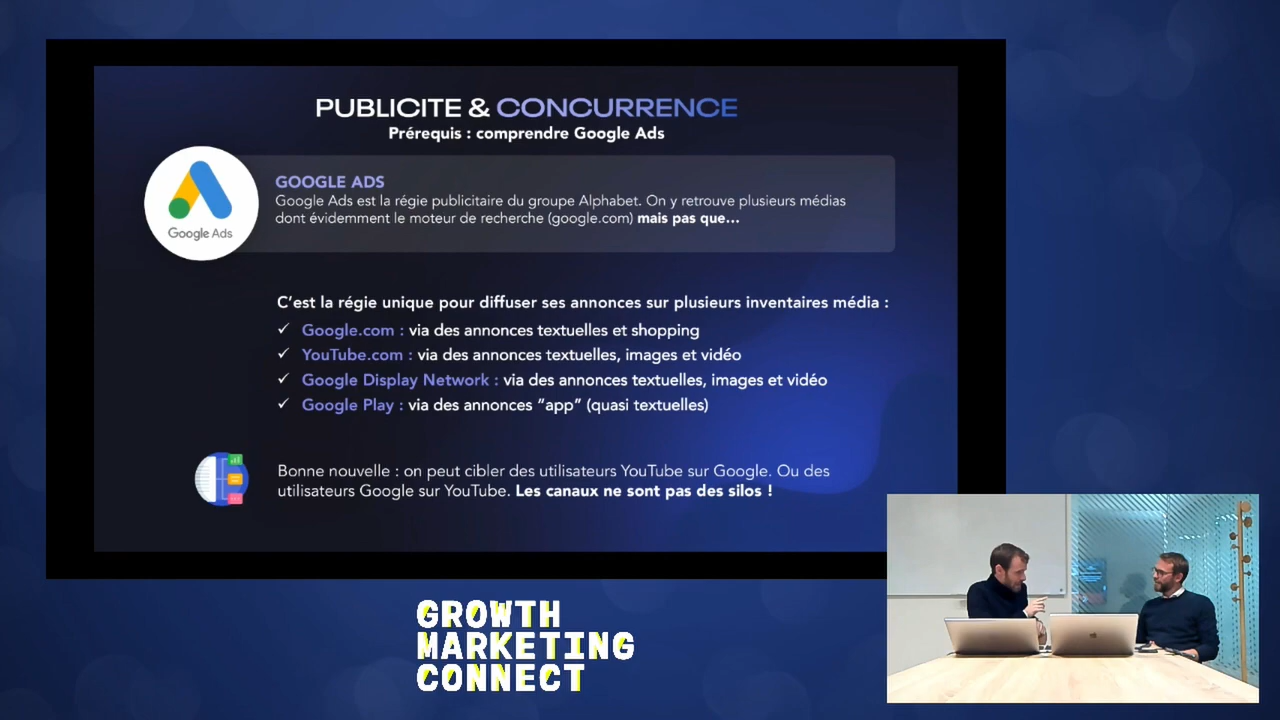 PUBLICITE & CONCURRENCE
Prérequis : comprendre Google Ads
Google Ads
GOOGLE ADS
Google Ads est la régie publicitaire du groupe Alphabet. On y retrouve plusieurs médias
dont évidemment le moteur de recherche (google.com) mais pas que...
C'est la régie unique pour diffuser ses annonces sur plusieurs inventaires média :
✓ Google.com : via des annonces textuelles et shopping
✓ YouTube.com : via des annonces textuelles, images et vidéo
✓ Google Display Network : via des annonces textuelles, images et vidéo
✓ Google Play : via des annonces "app" (quasi textuelles)
Bonne nouvelle : on peut cibler des utilisateurs YouTube sur Google. Ou des
utilisateurs Google sur YouTube. Les canaux ne sont pas des silos !
GROWTH
MARKETING
CONNECT